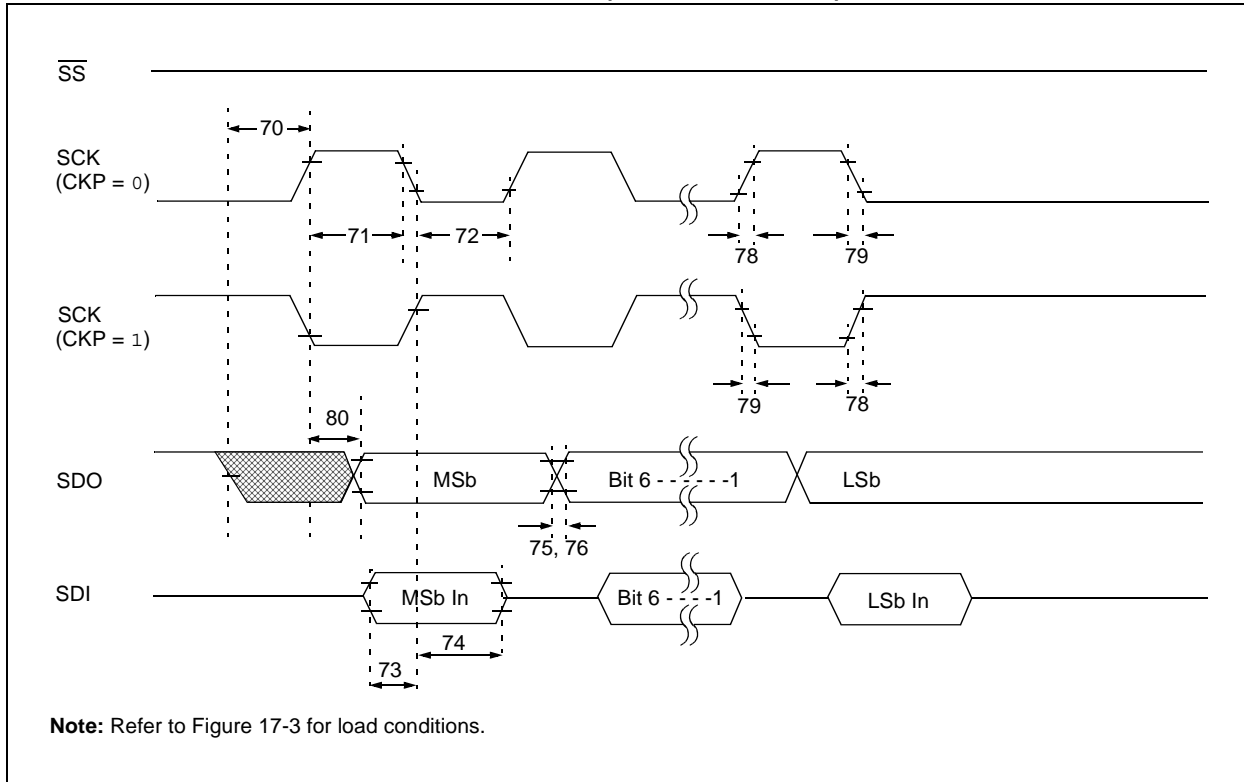 SS
70
SCK
(CKP = 0)
71
72
78
79
SCK
(CKP = 1)
79
78
80
SDO
MSb
Bit 6 - - - - - -1
LSb
75, 76
SDI
MSb In
Bit 6 - - - - -1
LSb In
74
73
Note: Refer to Figure 17-3 for load conditions.